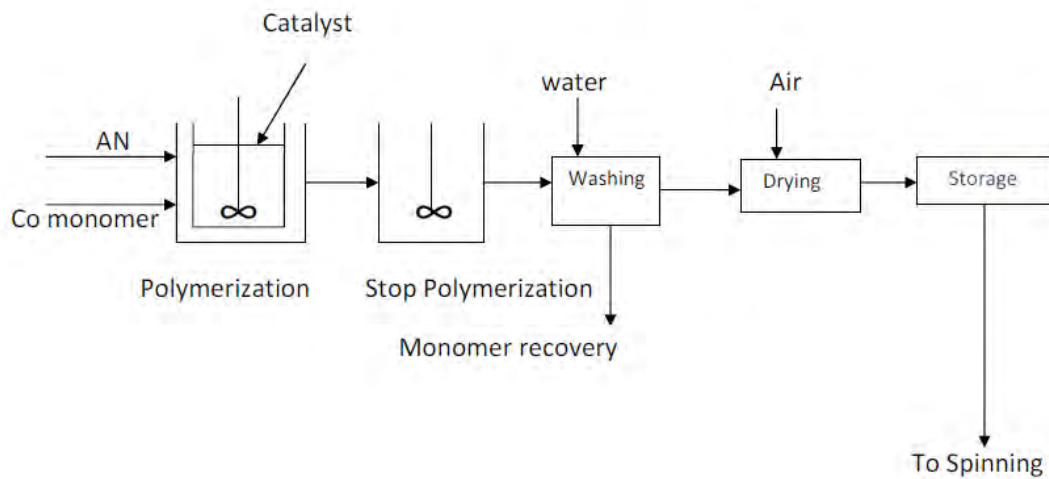 Catalyst
water
Air
AN
Washing
Drying
Storage
Co monomer
Polymerization
Stop Polymerization
Monomer recovery
To Spinning